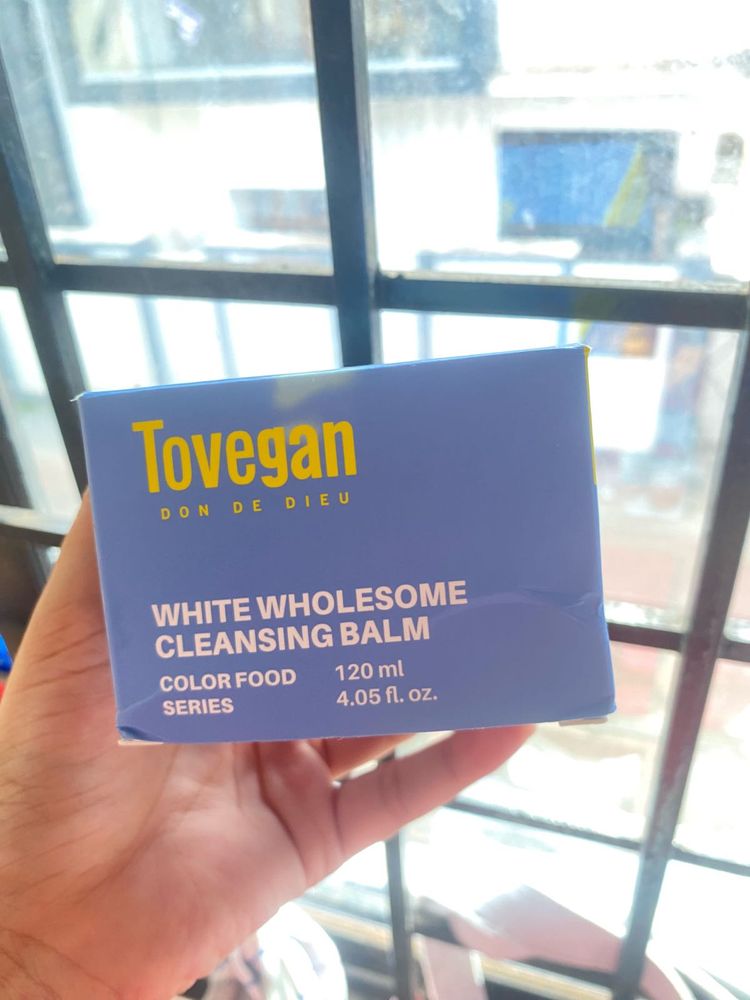 Tovegan
DON DE DIEU
WHITE WHOLESOME
CLEANSING BALM
COLOR FOOD
SERIES
120 ml
4.05 fl. oz.